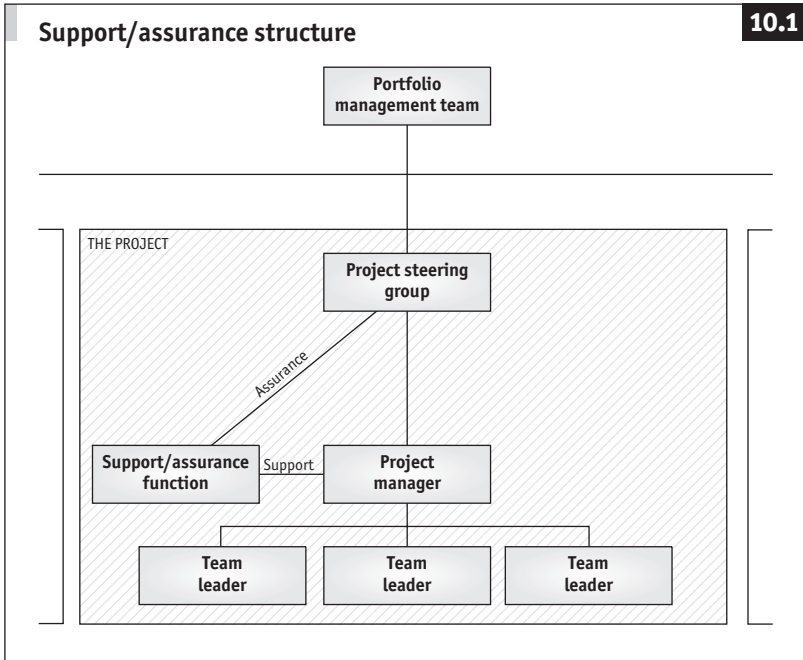 Support/assurance structure
10.1
Portfolio
management team
THE PROJECT
Project steering
group
Assurance
Support/assurance
function
Support
Project
manager
Team
leader
Team
leader
Team
leader